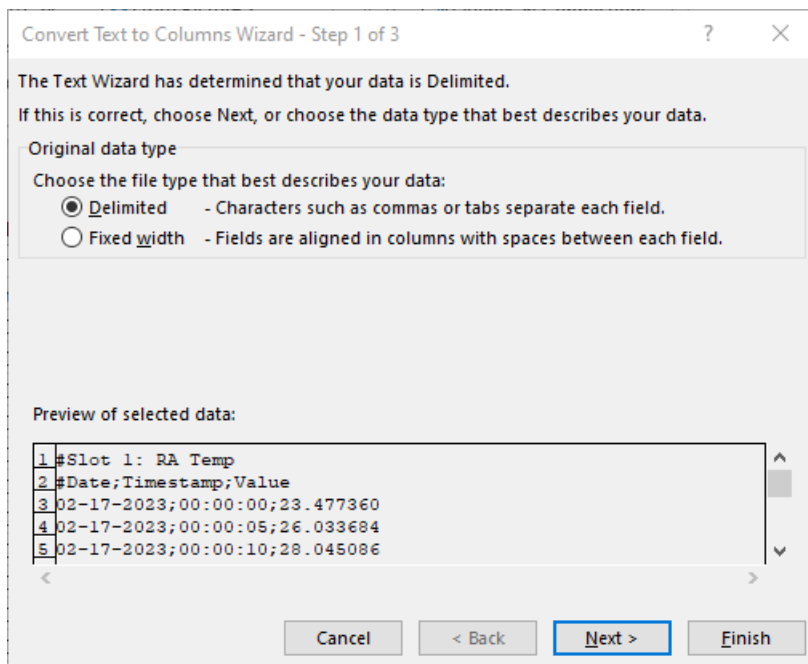 Convert Text to Columns Wizard - Step 1 of 3 ?
The Text Wizard has determined that your data is Delimited.
If this is correct, choose Next, or choose the data type that best describes your data.
Original data type
Choose the file type that best describes your data:
Delimited - Characters such as commas or tabs separate each field.
Fixed width - Fields are aligned in columns with spaces between each field.
Preview of selected data:
1 #Slot 1: RA Temp
2 #Date;Timestamp;Value
3 02-17-2023;00:00:00;23.477360
4 02-17-2023;00:00:05;26.033684
5 02-17-2023;00:00:10;28.045086
Cancel < Back Next > Finish